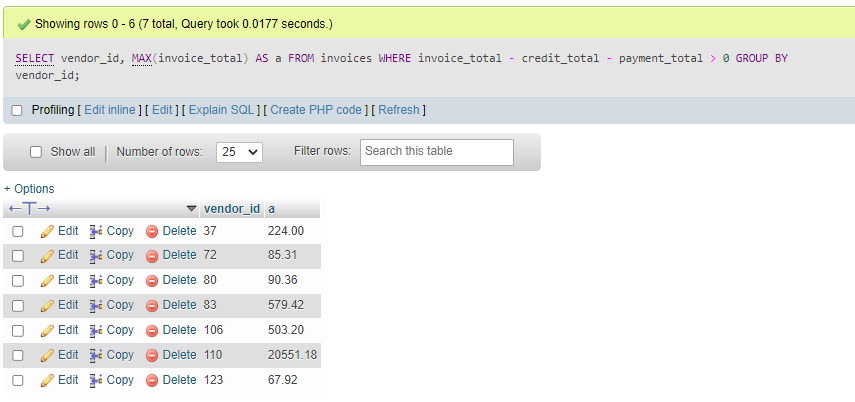 Showing rows 0 - 6 (7 total, Query took 0.0177 seconds.)
SELECT vendor_id, MAX(invoice_total) AS a FROM invoices WHERE invoice_total - credit_total - payment_total > 0 GROUP BY
vendor_id;
Profiling [ Edit inline ] [ Edit ] [ Explain SQL ] [ Create PHP code ] [ Refresh ]
Show all Number of rows: 25 Filter rows: Search this table
+ Options
←T→ vendor_id a
Edit Copy Delete 37 224.00
Edit Copy Delete 72 85.31
Edit Copy Delete 80 90.36
Edit Copy Delete 83 579.42
Edit Copy Delete 106 503.20
Edit Copy Delete 110 20551.18
Edit Copy Delete 123 67.92